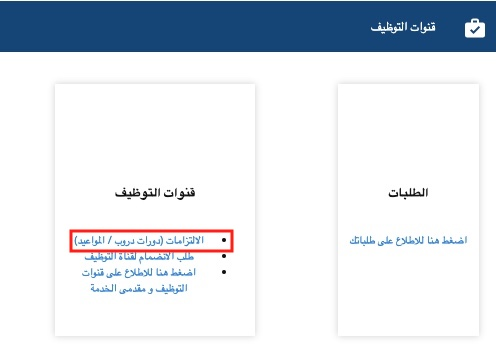 قنوات التوظيف
الطلبات
اضغط هنا للاطلاع على طلباتك
قنوات التوظيف
الالتزامات (دورات دروب / المواعيد)
طلب الانضمام لقناة التوظيف
اضغط هنا للاطلاع على قنوات
التوظيف و مقدمي الخدمة